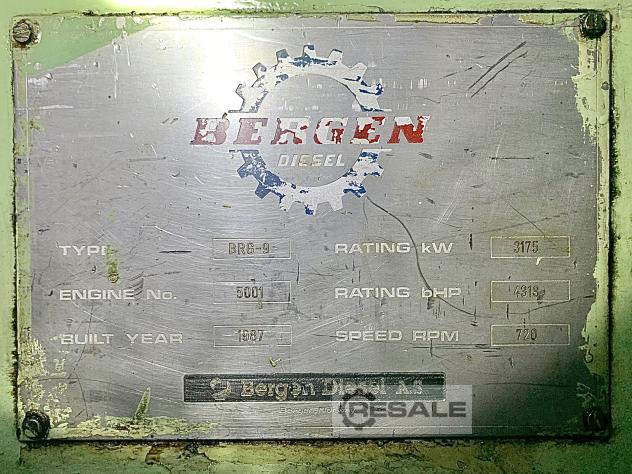 BERGEN
DIESEL
TYPE BRG-9 RATING kW 3175
ENGINE No. 5001 RATING bHP 4318
BUILT YEAR 1987 SPEED RPM 720
Bergen Diesel A.S
RESALE